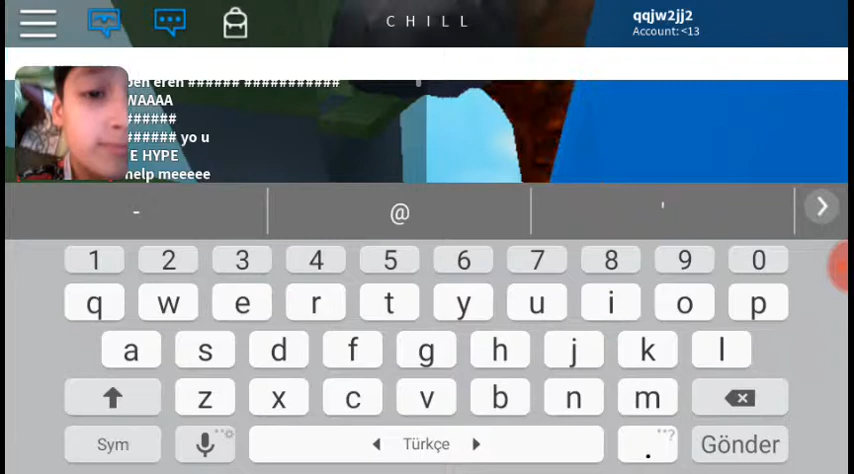 C H I L L
qqjw2jj2
Account: <13
eren ###### ###########
WAAAA
######
###### yo u
E HYPE
help meeeee
- @ '
1 2 3 4 5 6 7 8 9 0
q w e r t y u i o p
a s d f g h j k l
z x c v b n m
Sym Türkçe . Gönder